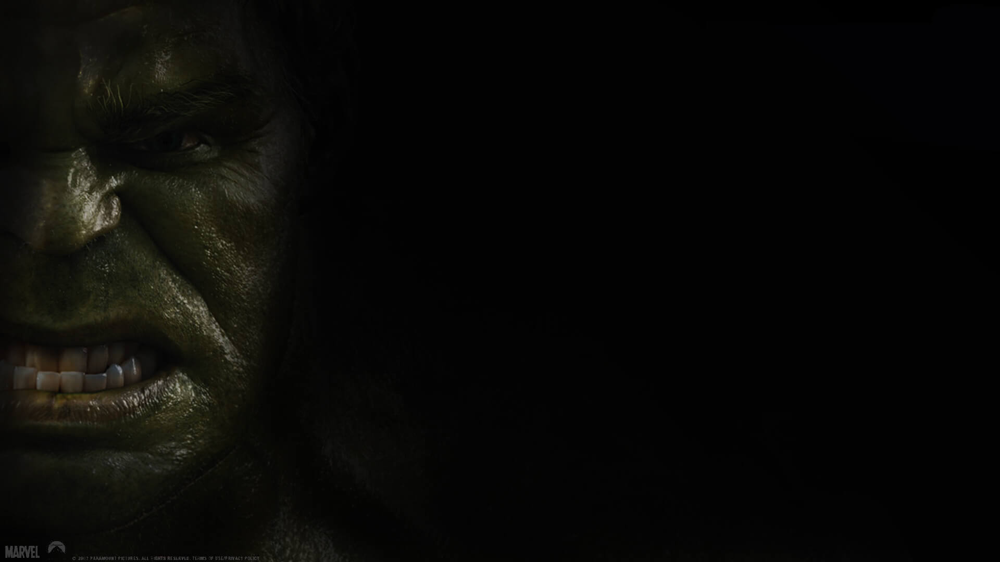 MARVEL
© 2007 PARAMOUNT PICTURES. ALL RIGHTS RESERVED. TERMS OF USE/PRIVACY POLICY